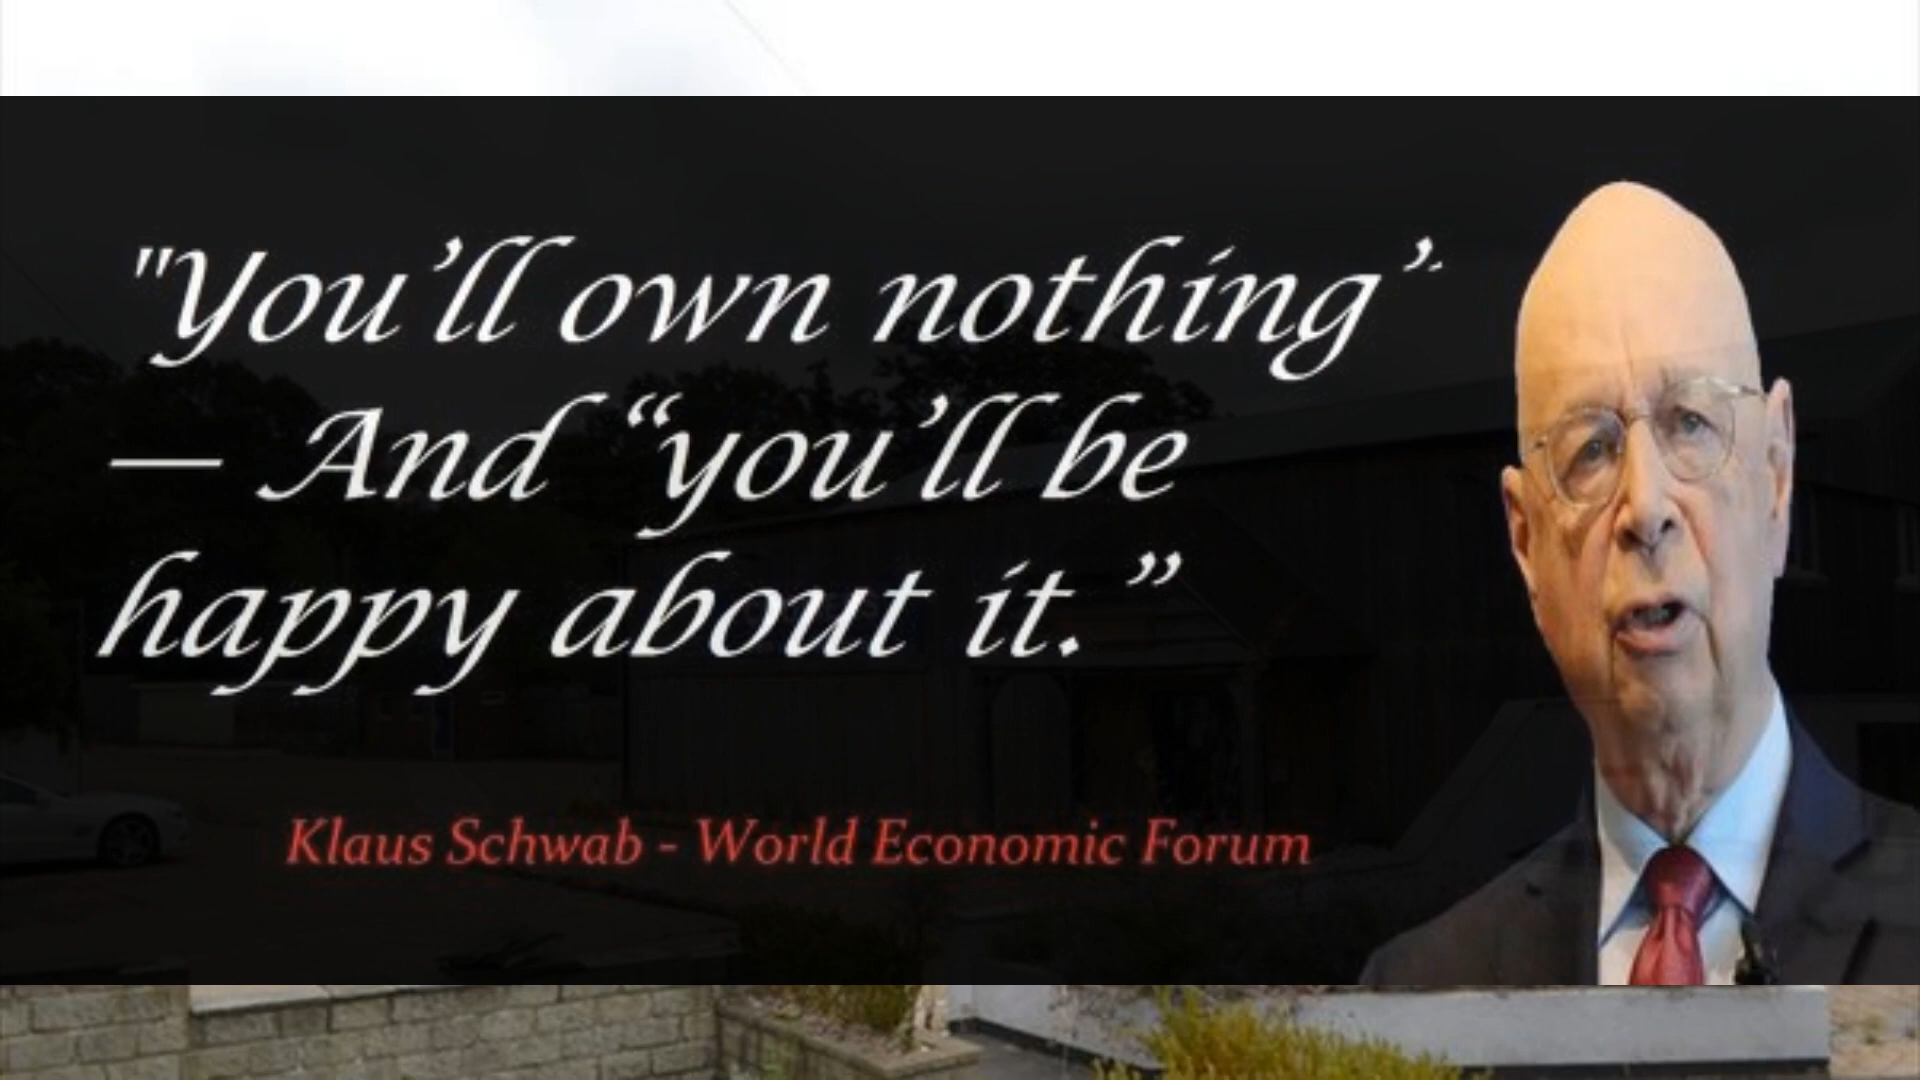 "You’ll own nothing”
— And “you’ll be
happy about it.”
Klaus Schwab - World Economic Forum